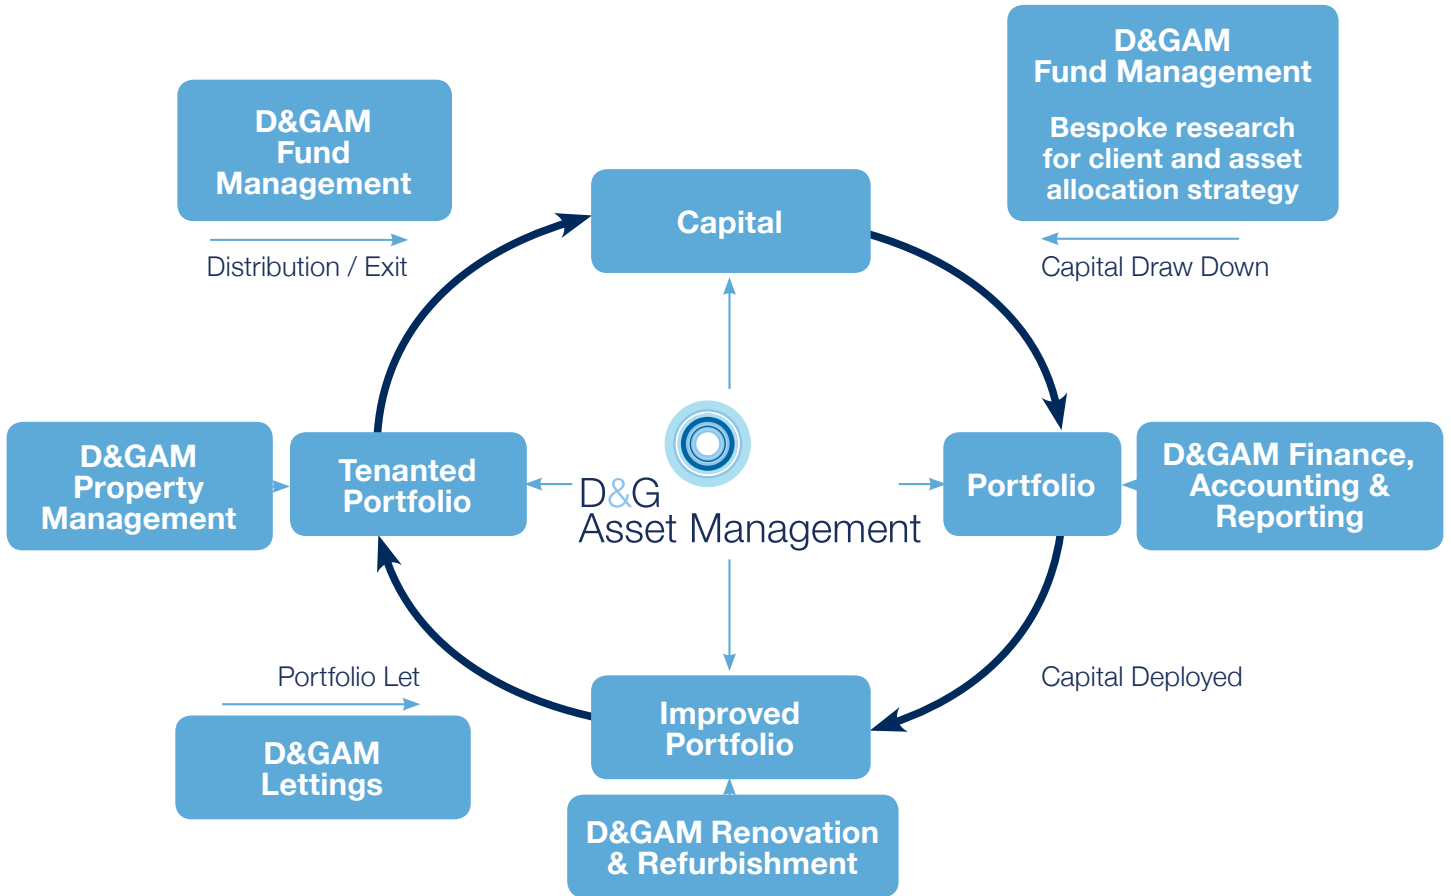 D&GAM
Fund Management
Bespoke research
for client and asset
allocation strategy
D&GAM
Fund
Management
Capital
Distribution / Exit
Capital Draw Down
D&GAM
Property
Management
Tenanted
Portfolio
D&G
Asset Management
Portfolio
D&GAM Finance,
Accounting &
Reporting
Portfolio Let
Capital Deployed
D&GAM
Lettings
Improved
Portfolio
D&GAM Renovation
& Refurbishment